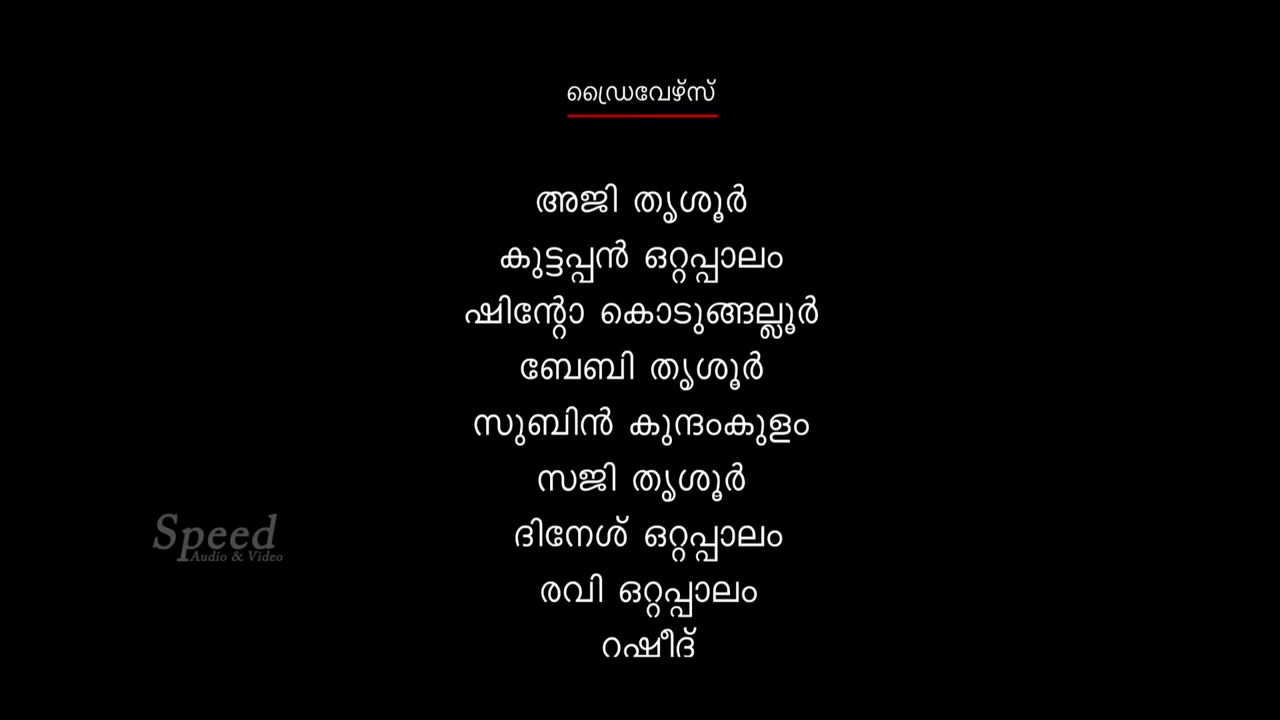 ഡ്രൈവേഴ്സ്
അജി തൃശൂർ
കുട്ടപ്പൻ ഒറ്റപ്പാലം
ഷിന്റോ കൊടുങ്ങല്ലൂർ
ബേബി തൃശൂർ
സുബിൻ കുന്ദംകുളം
സജി തൃശൂർ
ദിനേശ് ഒറ്റപ്പാലം
രവി ഒറ്റപ്പാലം
റഷീദ്
Speed
Audio & Video